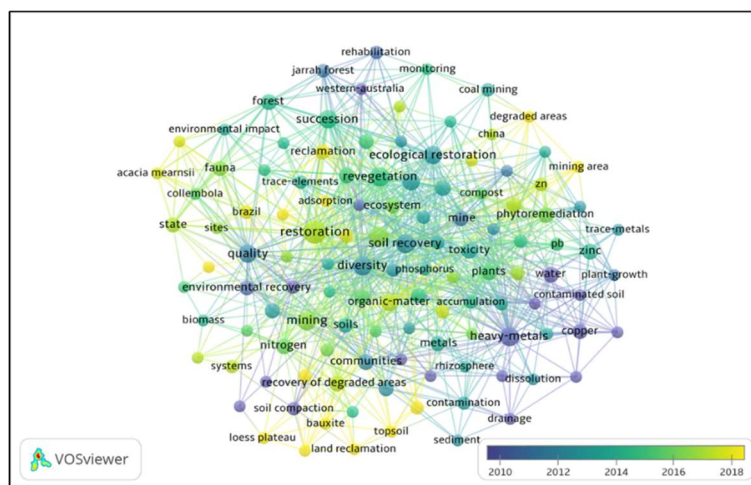 rehabilitation
jarrah forest
monitoring
western-australia
coal mining
forest
degraded areas
succession
environmental impact
china
reclamation
ecological restoration
mining area
acacia mearnsii
fauna
trace-elements
revegetation
zn
collembola
compost
adsorption
ecosystem
brazil
mine
phytoremediation
state
sites
restoration
trace-metals
soil recovery
toxicity
pb
zinc
quality
diversity
phosphorus
plants
water
plant-growth
environmental recovery
contaminated soil
organic-matter
accumulation
biomass
mining
soils
heavy-metals
copper
nitrogen
metals
systems
communities
rhizosphere
recovery of degraded areas
dissolution
soil compaction
contamination
bauxite
drainage
loess plateau
topsoil
sediment
land reclamation
VOSviewer
2010 2012 2014 2016 2018